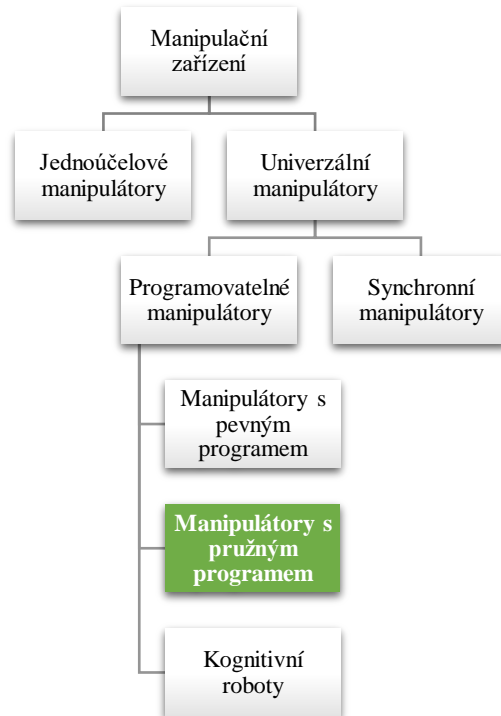 Manipulační
zařízení
Jednoúčelové
manipulátory
Univerzální
manipulátory
Programovatelné
manipulátory
Synchronní
manipulátory
Manipulátory s
pevným
programem
Manipulátory s
pružným
programem
Kognitivní
roboty